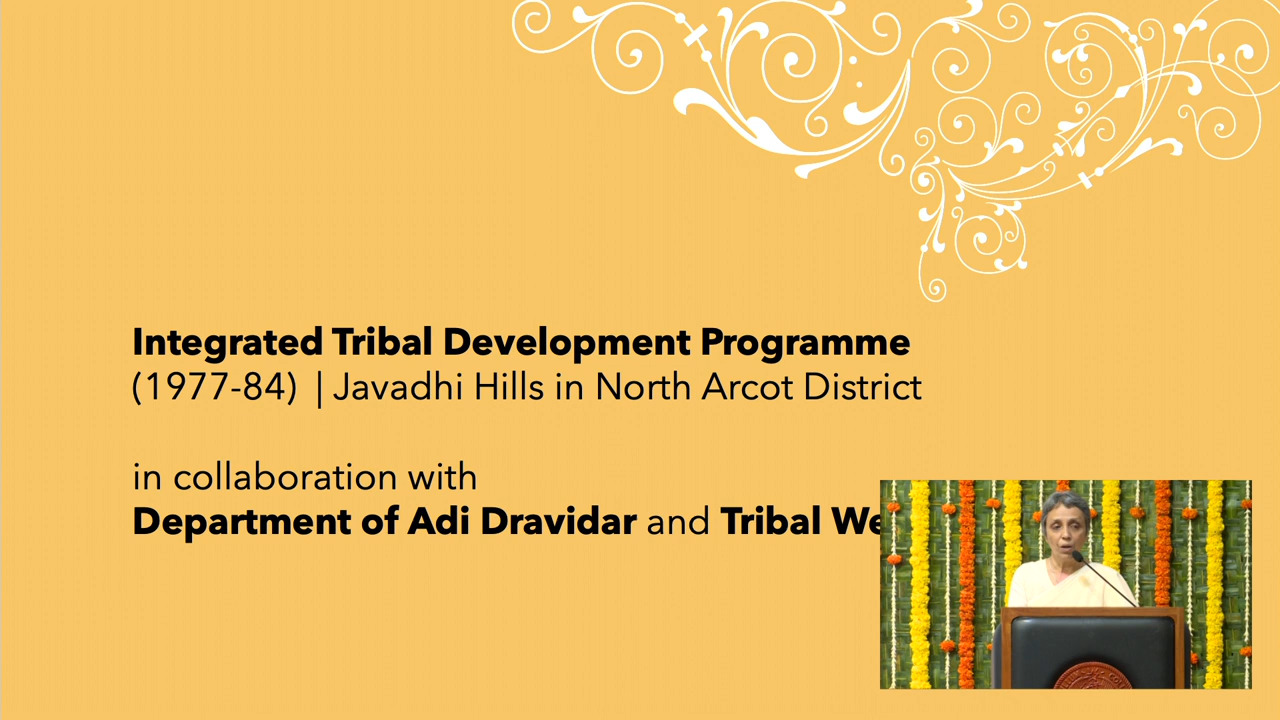 Integrated Tribal Development Programme
(1977-84) | Javadhi Hills in North Arcot District
in collaboration with
Department of Adi Dravidar and Tribal We